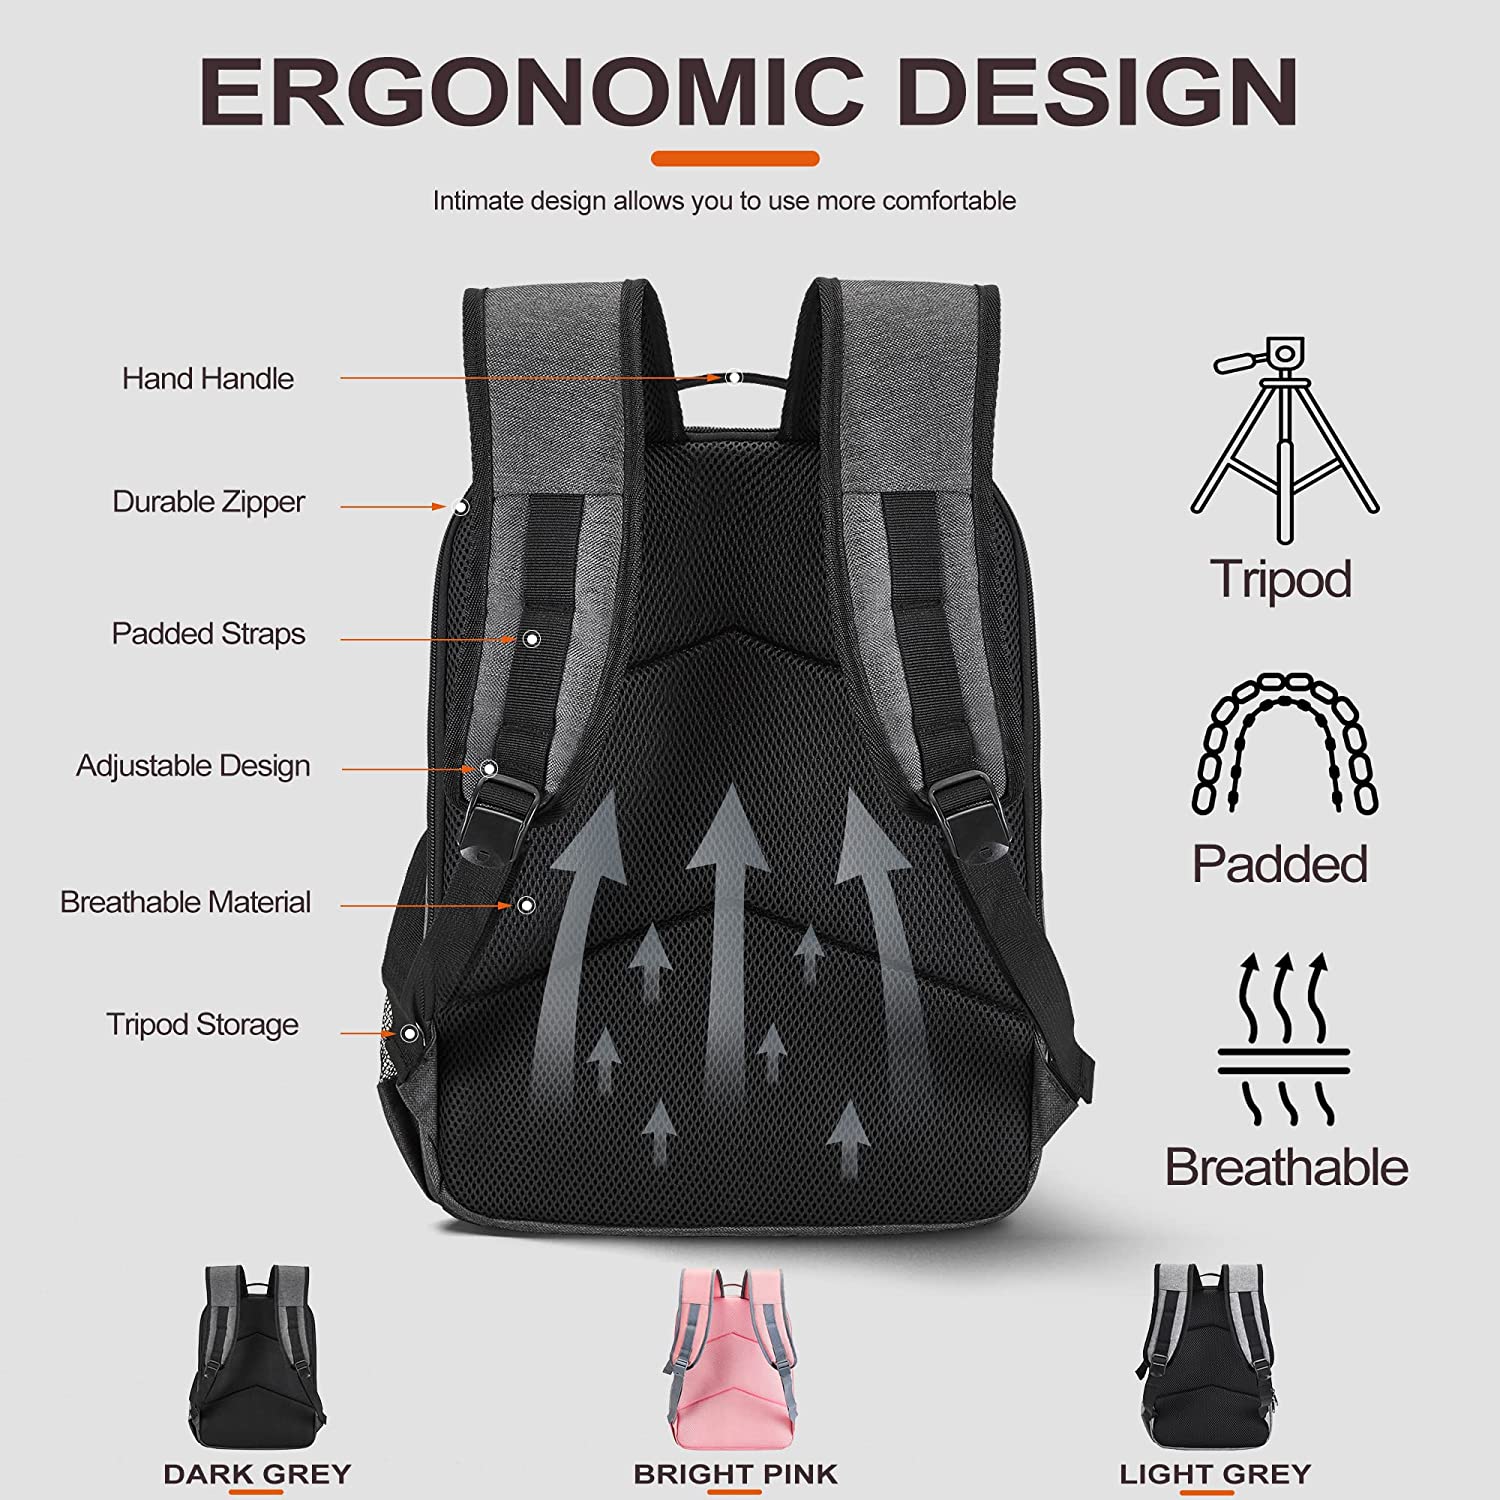 ERGONOMIC DESIGN
Intimate design allows you to use more comfortable
Hand Handle
Durable Zipper
Padded Straps
Adjustable Design
Breathable Material
Tripod Storage
Tripod
Padded
Breathable
DARK GREY
BRIGHT PINK
LIGHT GREY